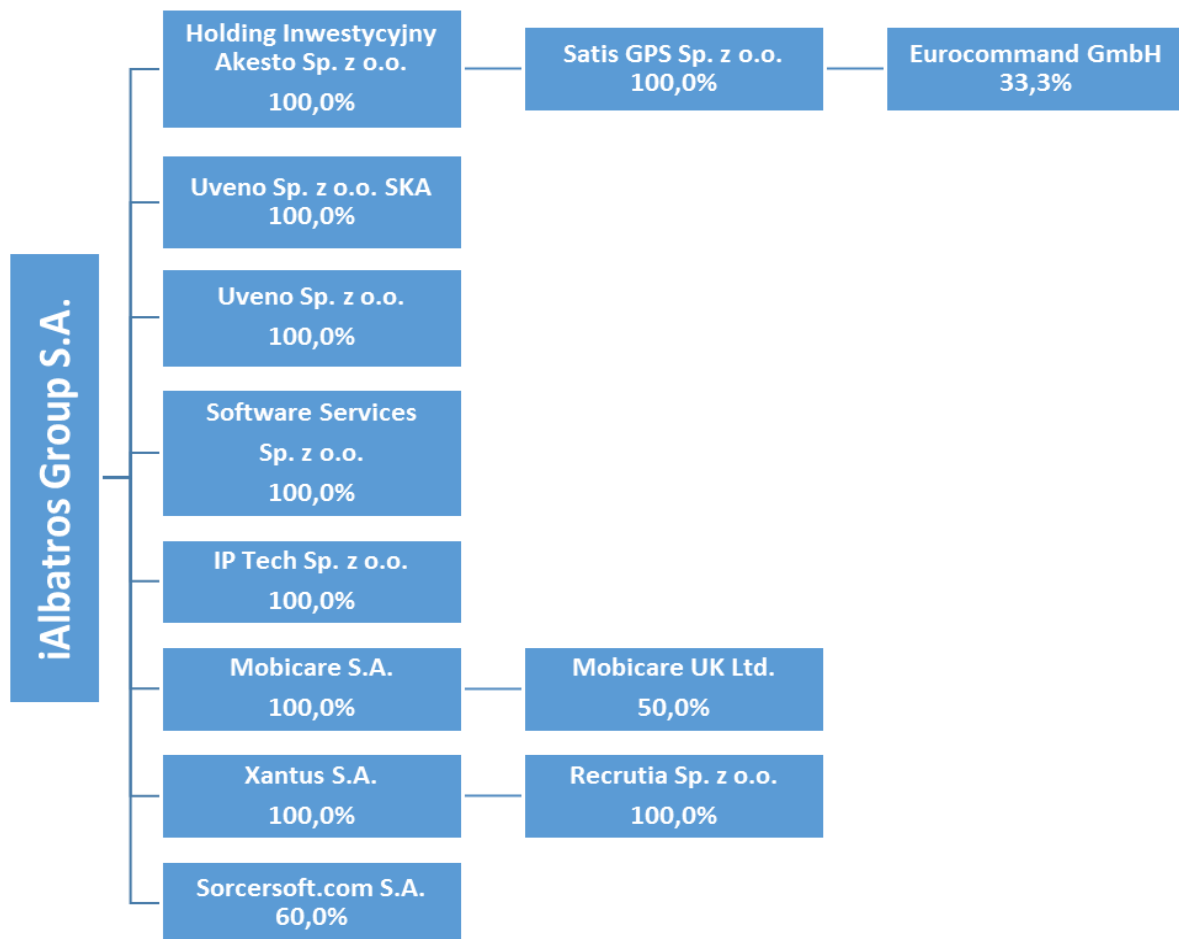 iAlbatros Group S.A.
Holding Inwestycyjny
Akesto Sp. z o.o.
100,0%
Satis GPS Sp. z o.o.
100,0%
Eurocommand GmbH
33,3%
Uveno Sp. z o.o. SKA
100,0%
Uveno Sp. z o.o.
100,0%
Software Services
Sp. z o.o.
100,0%
IP Tech Sp. z o.o.
100,0%
Mobicare S.A.
100,0%
Mobicare UK Ltd.
50,0%
Xantus S.A.
100,0%
Recrutia Sp. z o.o.
100,0%
Sorcersoft.com S.A.
60,0%